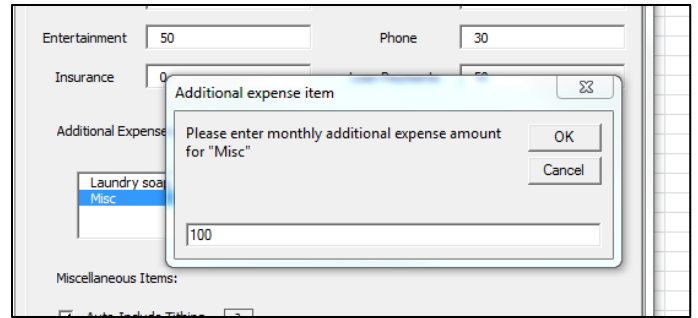 Entertainment 50 Phone 30
Insurance 0
Additional expense item
Additional Expense
Please enter monthly additional expense amount
for "Misc"
OK
Cancel
Laundry soap
Misc
100
Miscellaneous Items: